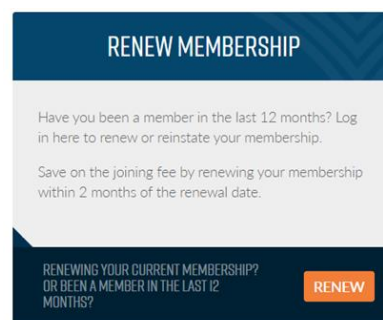 RENEW MEMBERSHIP
Have you been a member in the last 12 months? Log
in here to renew or reinstate your membership.
Save on the joining fee by renewing your membership
within 2 months of the renewal date.
RENEWING YOUR CURRENT MEMBERSHIP?
OR BEEN A MEMBER IN THE LAST 12
MONTHS?
RENEW